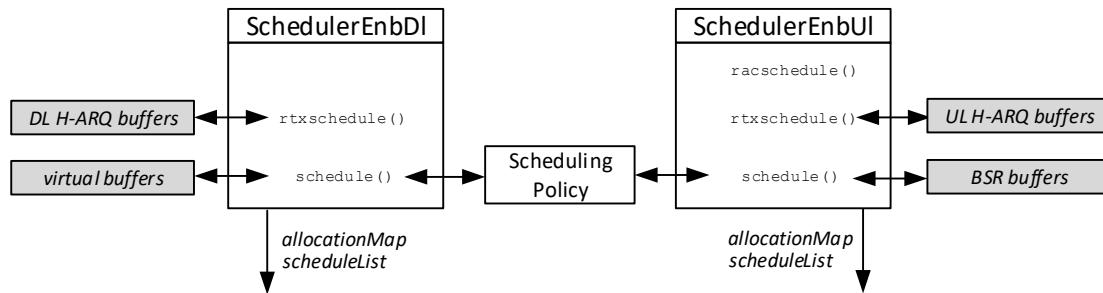 SchedulerEnbDl
SchedulerEnbUl
racschedule()
DL H-ARQ buffers
rtxschedule()
rtxschedule()
UL H-ARQ buffers
virtual buffers
schedule()
Scheduling
Policy
schedule()
BSR buffers
allocationMap
scheduleList
allocationMap
scheduleList